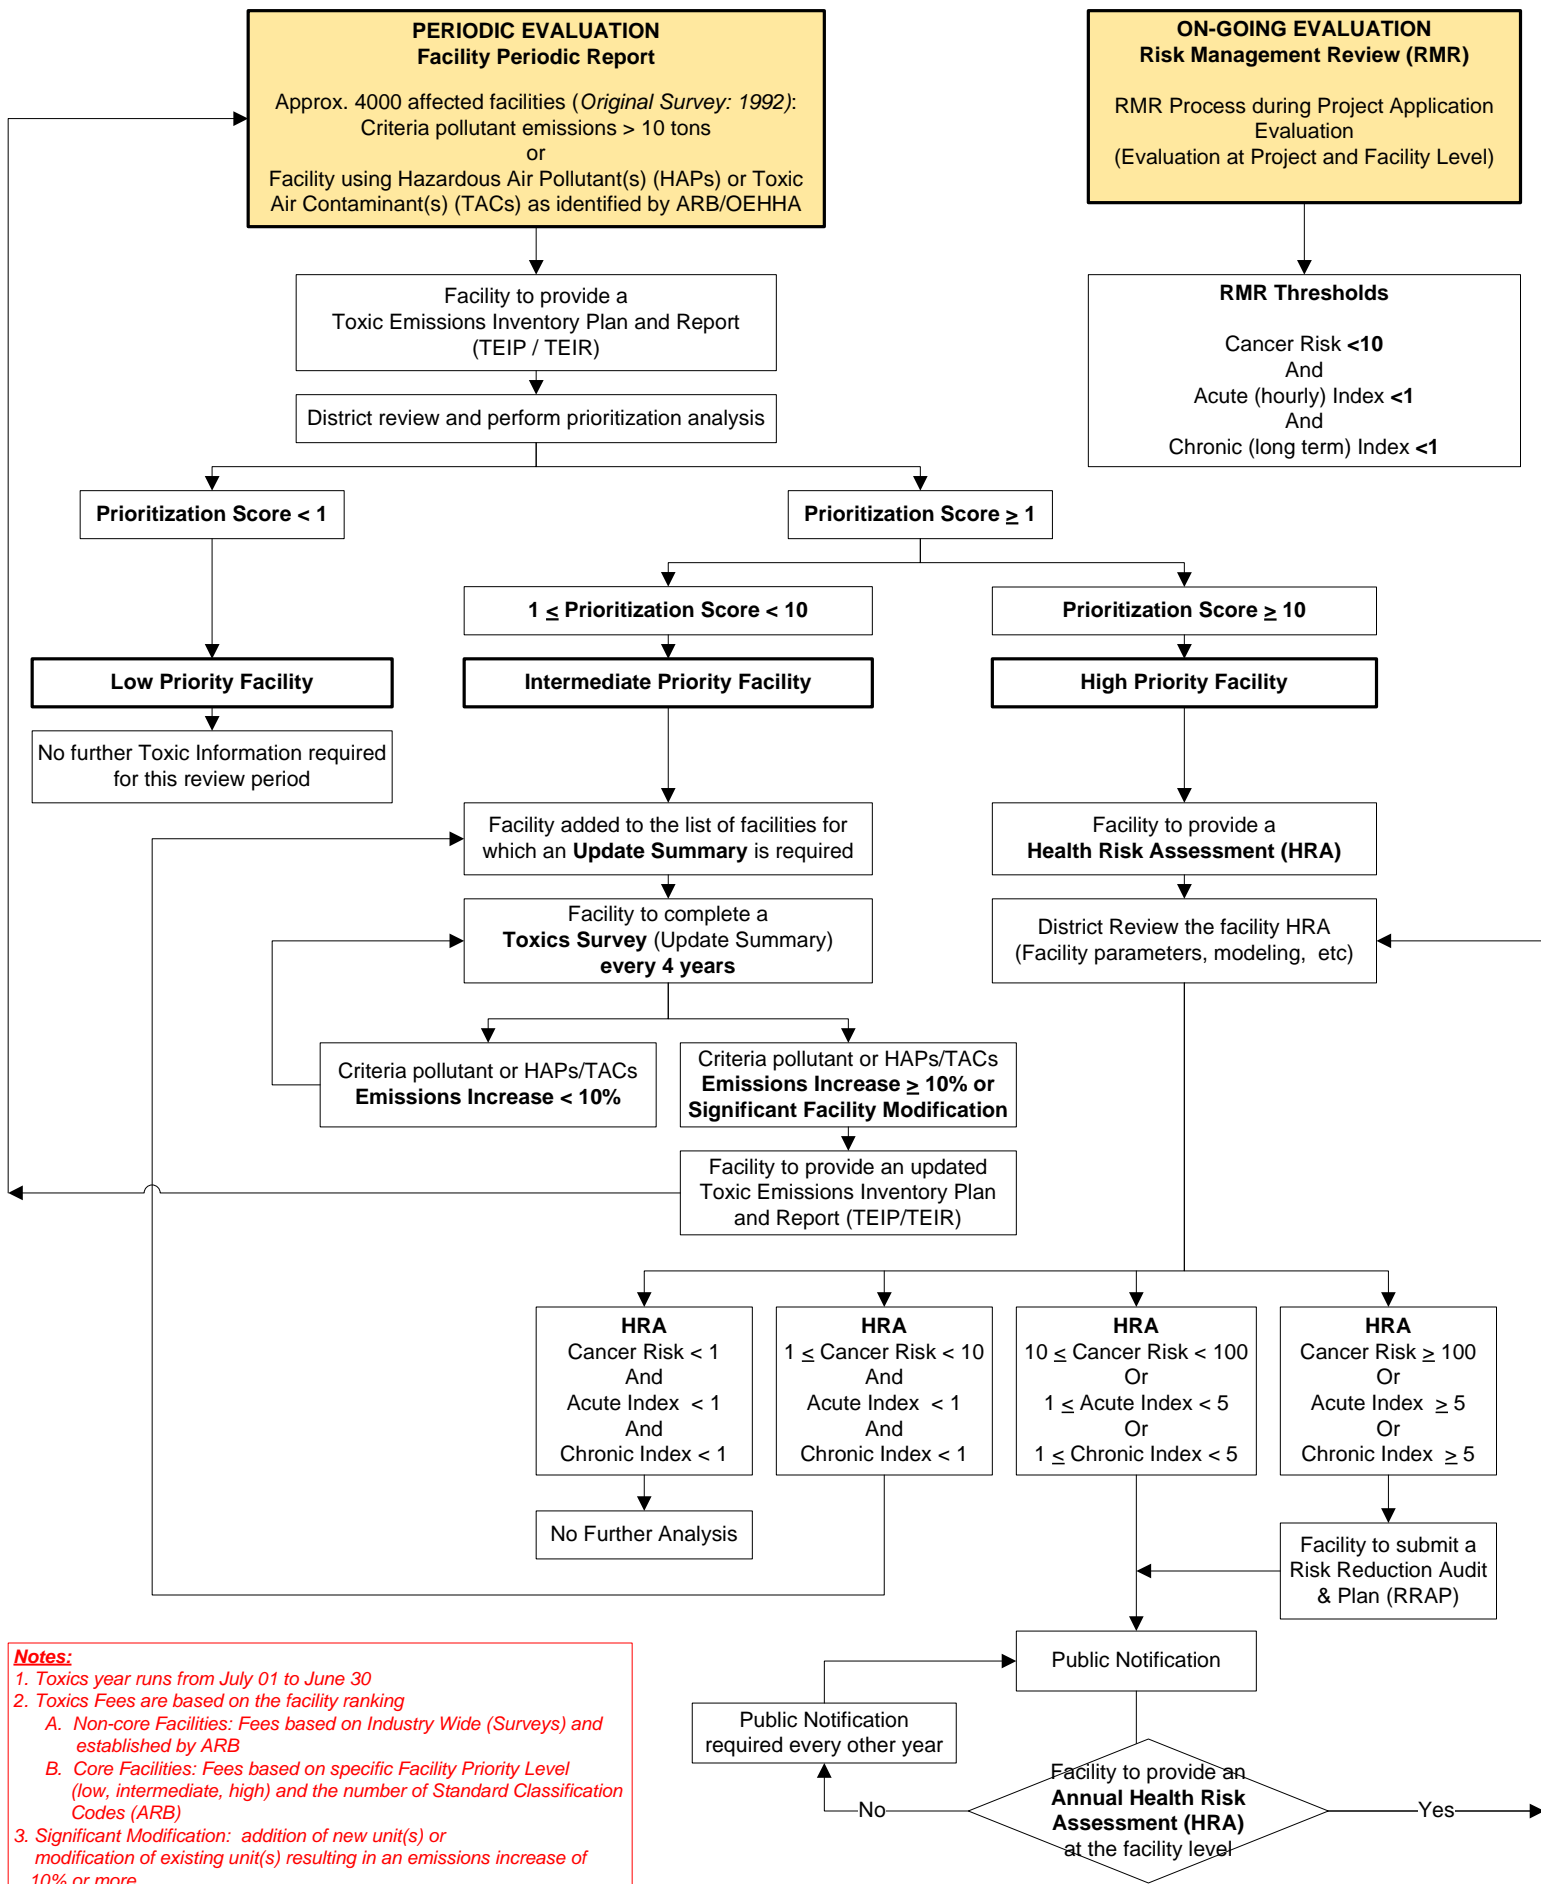 PERIODIC EVALUATION
Facility Periodic Report
Approx. 4000 affected facilities (Original Survey: 1992):
Criteria pollutant emissions > 10 tons
or
Facility using Hazardous Air Pollutant(s) (HAPs) or Toxic
Air Contaminant(s) (TACs) as identified by ARB/OEHHA
ON-GOING EVALUATION
Risk Management Review (RMR)
RMR Process during Project Application
Evaluation
(Evaluation at Project and Facility Level)
Facility to provide a
Toxic Emissions Inventory Plan and Report
(TEIP / TEIR)
RMR Thresholds
Cancer Risk <10
And
Acute (hourly) Index <1
And
Chronic (long term) Index <1
District review and perform prioritization analysis
Prioritization Score < 1
Prioritization Score ≥ 1
1 ≤ Prioritization Score < 10
Prioritization Score ≥ 10
Low Priority Facility
Intermediate Priority Facility
High Priority Facility
No further Toxic Information required
for this review period
Facility added to the list of facilities for
which an Update Summary is required
Facility to provide a
Health Risk Assessment (HRA)
Facility to complete a
Toxics Survey (Update Summary)
every 4 years
District Review the facility HRA
(Facility parameters, modeling, etc)
Criteria pollutant or HAPs/TACs
Emissions Increase < 10%
Criteria pollutant or HAPs/TACs
Emissions Increase ≥ 10% or
Significant Facility Modification
Facility to provide an updated
Toxic Emissions Inventory Plan
and Report (TEIP/TEIR)
HRA
Cancer Risk < 1
And
Acute Index < 1
And
Chronic Index < 1
HRA
1 ≤ Cancer Risk < 10
And
Acute Index < 1
And
Chronic Index < 1
HRA
10 ≤ Cancer Risk < 100
Or
1 ≤ Acute Index < 5
Or
1 ≤ Chronic Index < 5
HRA
Cancer Risk ≥ 100
Or
Acute Index ≥ 5
Or
Chronic Index ≥ 5
No Further Analysis
Facility to submit a
Risk Reduction Audit
& Plan (RRAP)
Public Notification
Public Notification
required every other year
Facility to provide an
Annual Health Risk
Assessment (HRA)
at the facility level
No
Yes
Notes:
1. Toxics year runs from July 01 to June 30
2. Toxics Fees are based on the facility ranking
A. Non-core Facilities: Fees based on Industry Wide (Surveys) and
established by ARB
B. Core Facilities: Fees based on specific Facility Priority Level
(low, intermediate, high) and the number of Standard Classification
Codes (ARB)
3. Significant Modification: addition of new unit(s) or
modification of existing unit(s) resulting in an emissions increase of
10% or more